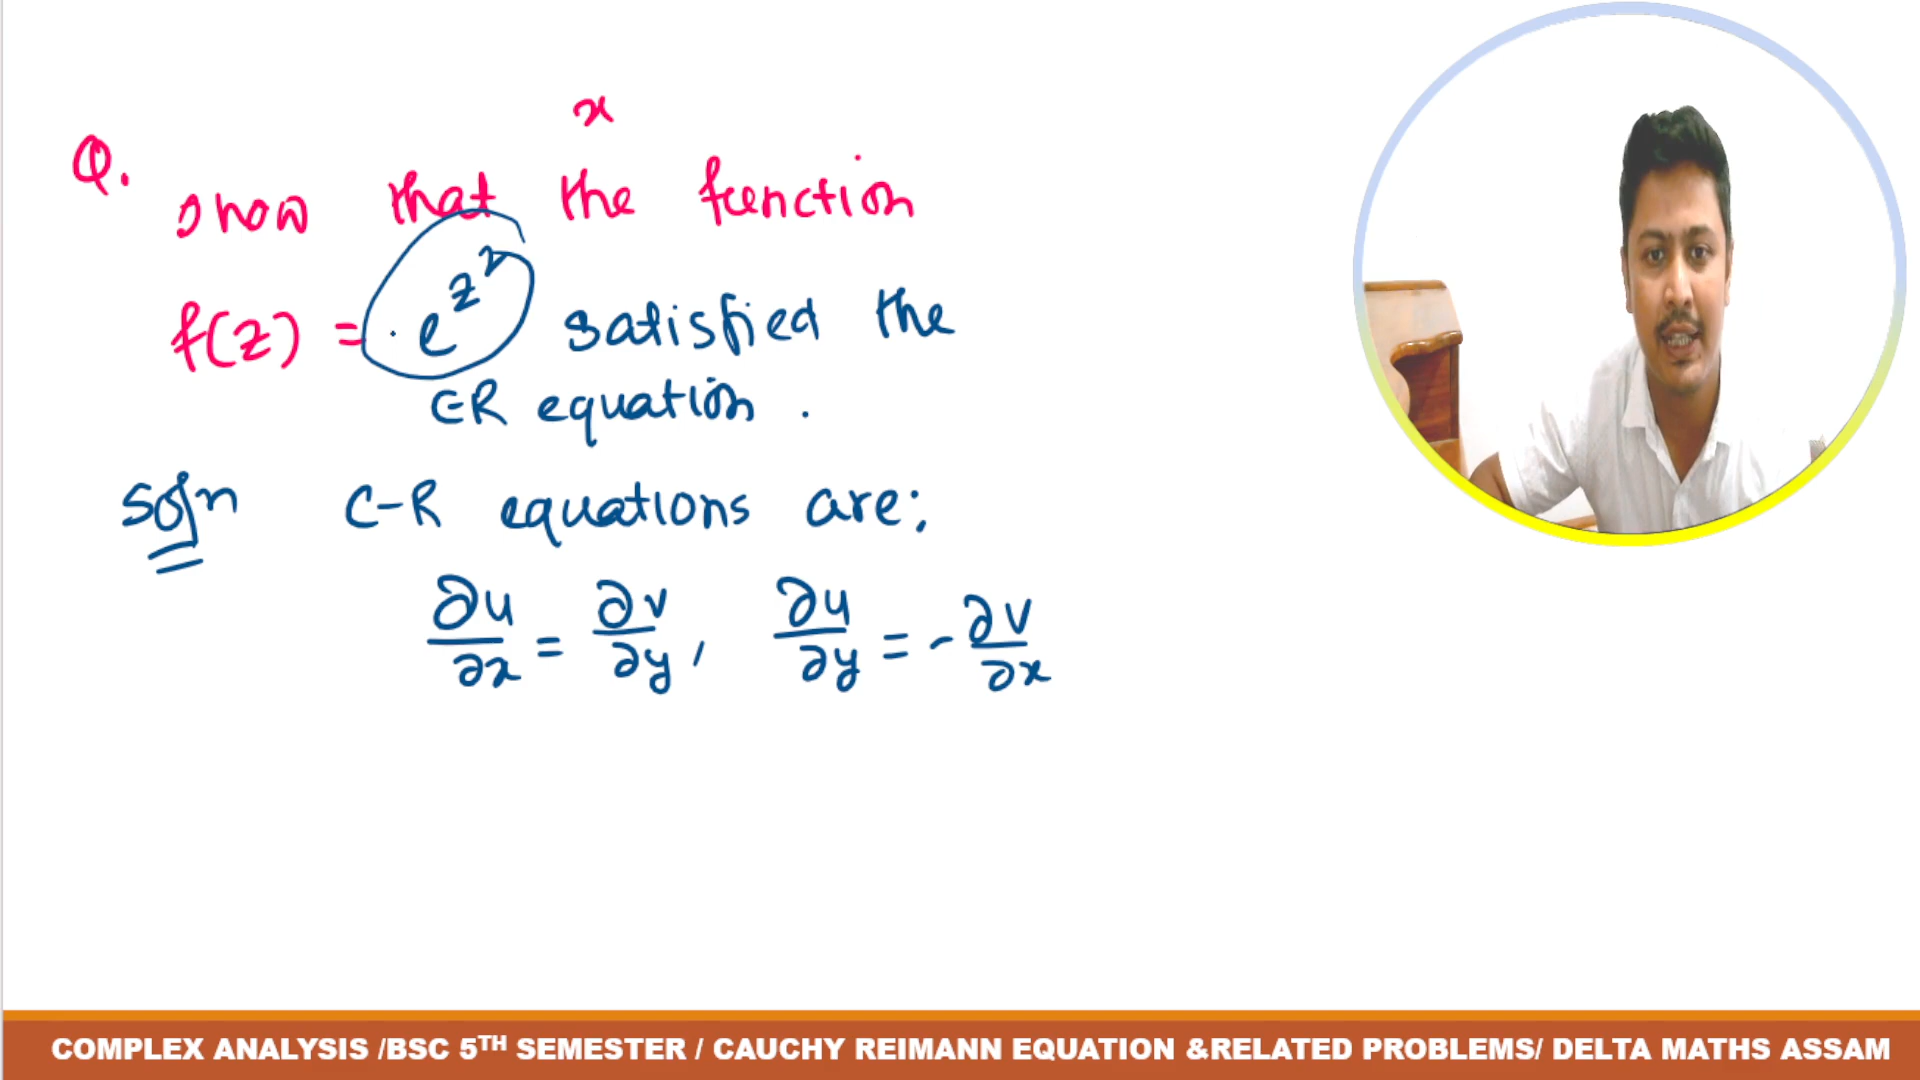 x
Q. show that the function
f(z) = e^z^2 satisfied the
C-R equation .
Soln C-R equations are:
∂u/∂x = ∂v/∂y , ∂u/∂y = - ∂v/∂x
COMPLEX ANALYSIS /BSC 5TH SEMESTER / CAUCHY REIMANN EQUATION &RELATED PROBLEMS/ DELTA MATHS ASSAM